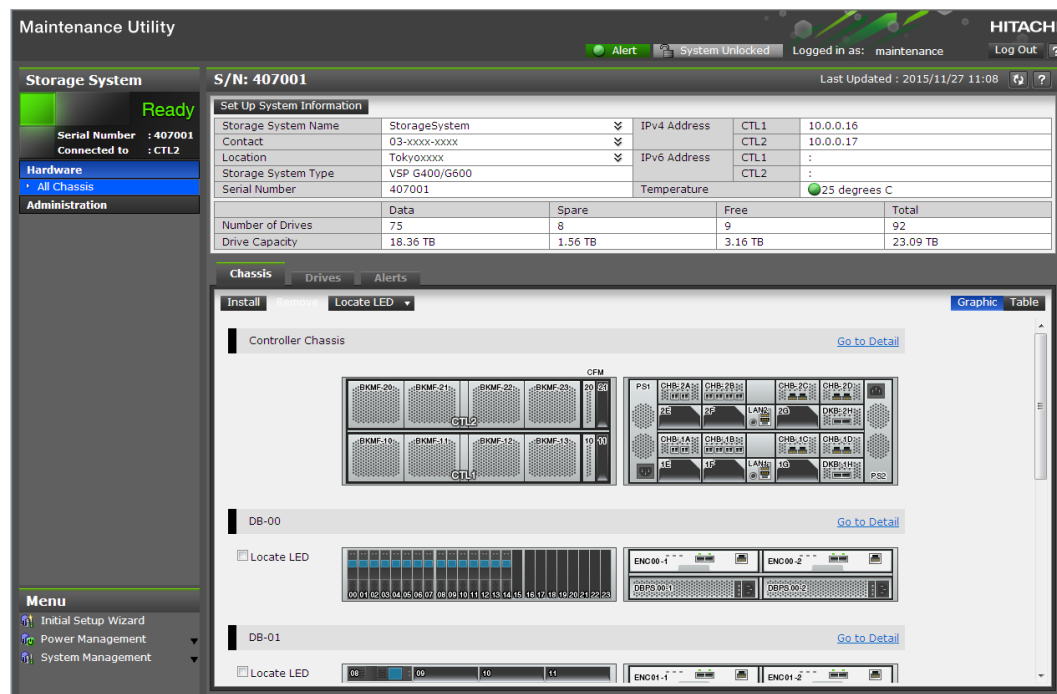 Maintenance Utility
HITACHI
Alert System Unlocked Logged in as: maintenance Log Out ?
Storage System
Ready
Serial Number : 407001
Connected to : CTL2
Hardware
All Chassis
Administration
S/N: 407001 Last Updated : 2015/11/27 11:08 ?
Set Up System Information
Storage System Name StorageSystem IPv4 Address CTL1 10.0.0.16
Contact 03-xxxx-xxxx CTL2 10.0.0.17
Location Tokyoxxxx IPv6 Address CTL1 :
Storage System Type VSP G400/G600 CTL2 :
Serial Number 407001 Temperature 25 degrees C
Data Spare Free Total
Number of Drives 75 8 9 92
Drive Capacity 18.36 TB 1.56 TB 3.16 TB 23.09 TB
Chassis Drives Alerts
Install Remove Locate LED Graphic Table
Controller Chassis Go to Detail
CFM
BKMF-20 BKMF-21 BKMF-22 BKMF-23 20 21
CTL2
BKMF-10 BKMF-11 BKMF-12 BKMF-13 10
CTL1
PS1 CHB-2A CHB-2B CHB-2C CHB-2D
2E 2F LAN2 2G DKB-2H
CHB-1A CHB-1B CHB-1C CHB-1D
1E 1F LAN1 1G DKB-1H PS2
DB-00 Go to Detail
Locate LED
00 01 02 03 04 05 06 07 08 09 10 11 12 13 14 15 16 17 18 19 20 21 22 23
ENC00-1 ENC00-2
DBPS00-1 DBPS00-2
DB-01 Go to Detail
Locate LED 08 09 10 11 ENC01-1 ENC01-2
Menu
Initial Setup Wizard
Power Management
System Management